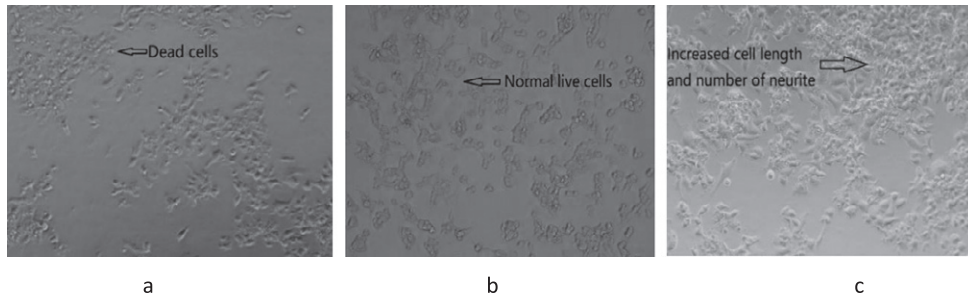 Dead cells
Normal live cells
Increased cell length
and number of neurite
a
b
c